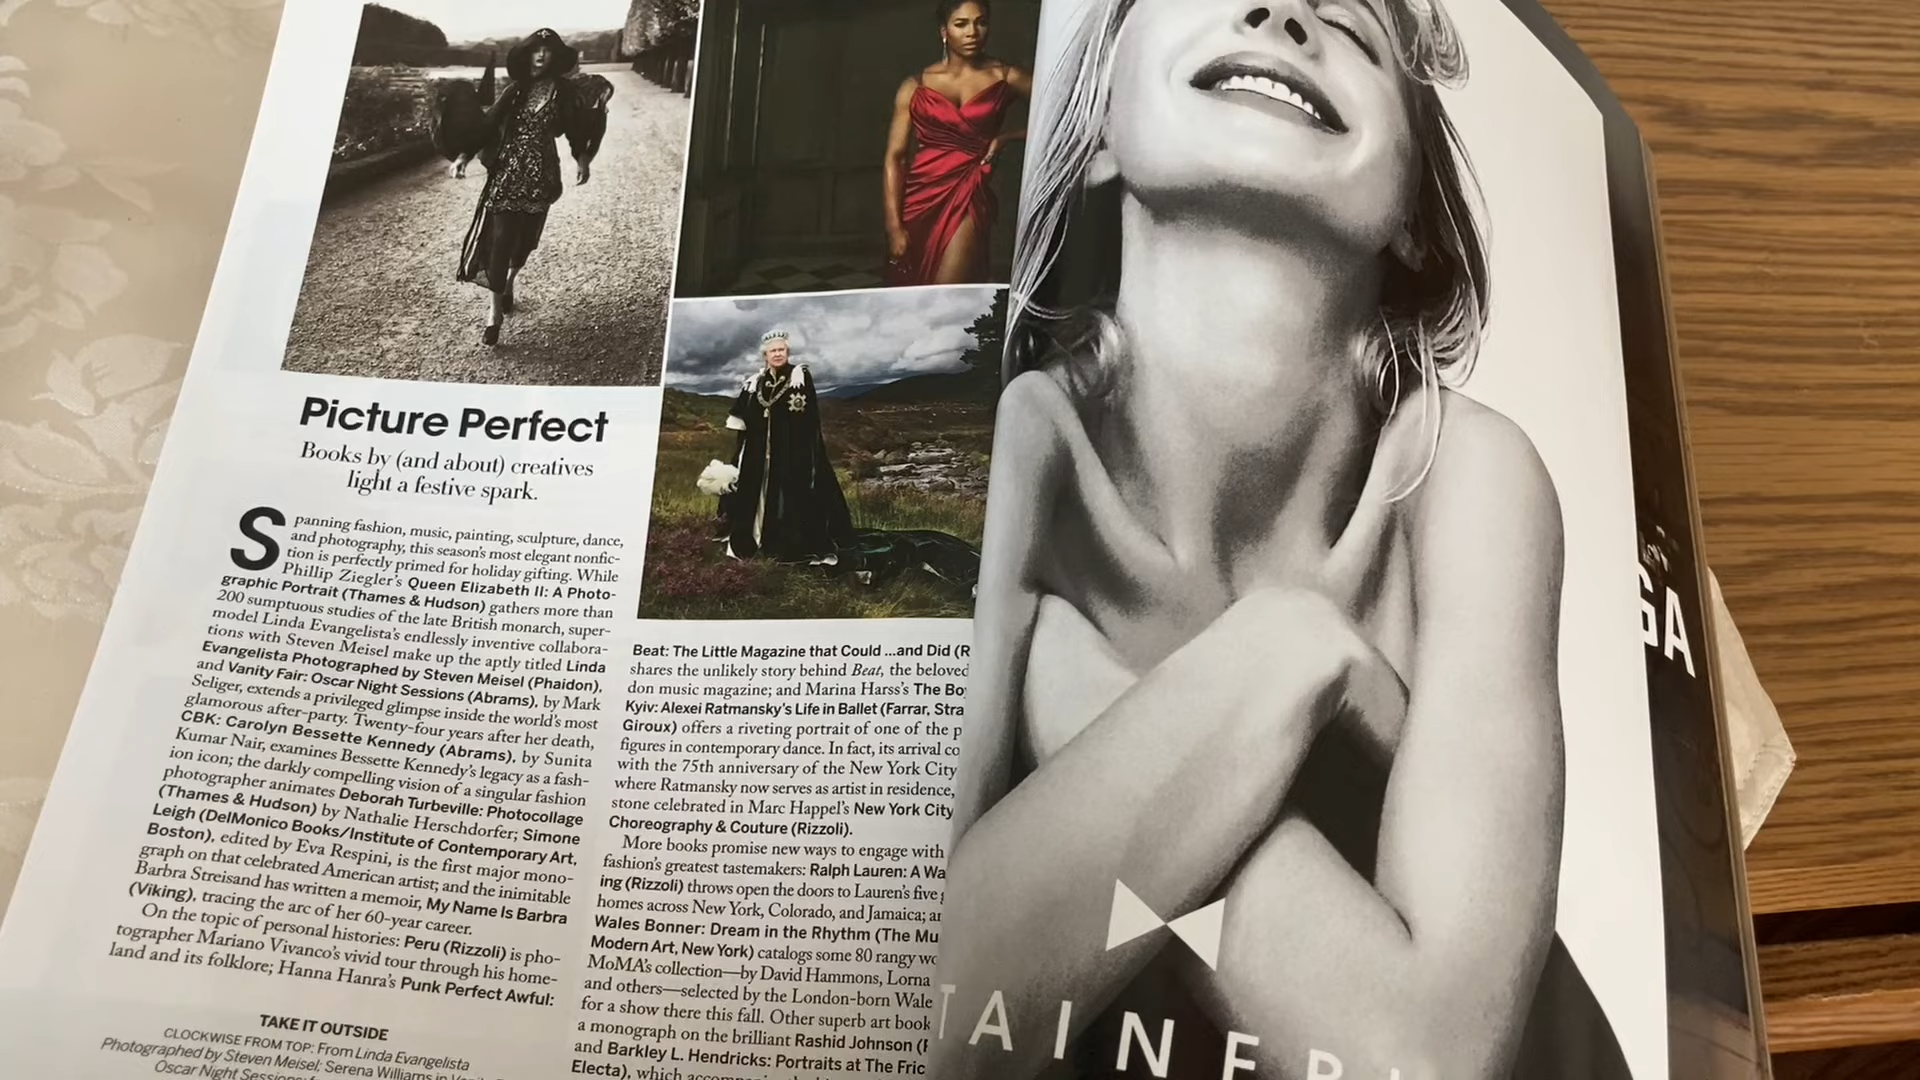 Picture Perfect
Books by (and about) creatives
light a festive spark.
Spanning fashion, music, painting, sculpture, dance,
and photography, this season's most elegant nonfic-
tion is perfectly primed for holiday gifting. While
Phillip Ziegler's Queen Elizabeth II: A Photo-
graphic Portrait (Thames & Hudson) gathers more than
200 sumptuous studies of the late British monarch, super-
model Linda Evangelista's endlessly inventive collabora-
tions with Steven Meisel make up the aptly titled Linda
Evangelista Photographed by Steven Meisel (Phaidon),
and Vanity Fair: Oscar Night Sessions (Abrams), by Mark
Seliger, extends a privileged glimpse inside the world's most
glamorous after-party. Twenty-four years after her death,
CBK: Carolyn Bessette Kennedy (Abrams), by Sunita
Kumar Nair, examines Bessette Kennedy's legacy as a fash-
ion icon; the darkly compelling vision of a singular fashion
photographer animates Deborah Turbeville: Photocollage
(Thames & Hudson) by Nathalie Herschdorfer; Simone
Leigh (DelMonico Books/Institute of Contemporary Art,
Boston), edited by Eva Respini, is the first major mono-
graph on that celebrated American artist; and the inimitable
Barbra Streisand has written a memoir, My Name Is Barbra
(Viking), tracing the arc of her 60-year career.
On the topic of personal histories: Peru (Rizzoli) is pho-
tographer Mariano Vivanco's vivid tour through his home-
land and its folklore; Hanna Hanra's Punk Perfect Awful:
TAKE IT OUTSIDE
CLOCKWISE FROM TOP: From Linda Evangelista
Photographed by Steven Meisel; Serena Williams in
Oscar Night Sessions;
Beat: The Little Magazine that Could ...and Did (R
shares the unlikely story behind Beat, the beloved
don music magazine; and Marina Harss's The Bo
Kyiv: Alexei Ratmansky's Life in Ballet (Farrar, Stra
Giroux) offers a riveting portrait of one of the p
figures in contemporary dance. In fact, its arrival co
with the 75th anniversary of the New York City
where Ratmansky now serves as artist in residence,
stone celebrated in Marc Happel's New York City
Choreography & Couture (Rizzoli).
More books promise new ways to engage with
fashion's greatest tastemakers: Ralph Lauren: A Wa
ing (Rizzoli) throws open the doors to Lauren's five
homes across New York, Colorado, and Jamaica; a
Wales Bonner: Dream in the Rhythm (The Mu
Modern Art, New York) catalogs some 80 rangy wo
MoMA's collection—by David Hammons, Lorna
and others—selected by the London-born Wale
for a show there this fall. Other superb art book
a monograph on the brilliant Rashid Johnson (
and Barkley L. Hendricks: Portraits at The Fric
Electa), which
TAINER
GA